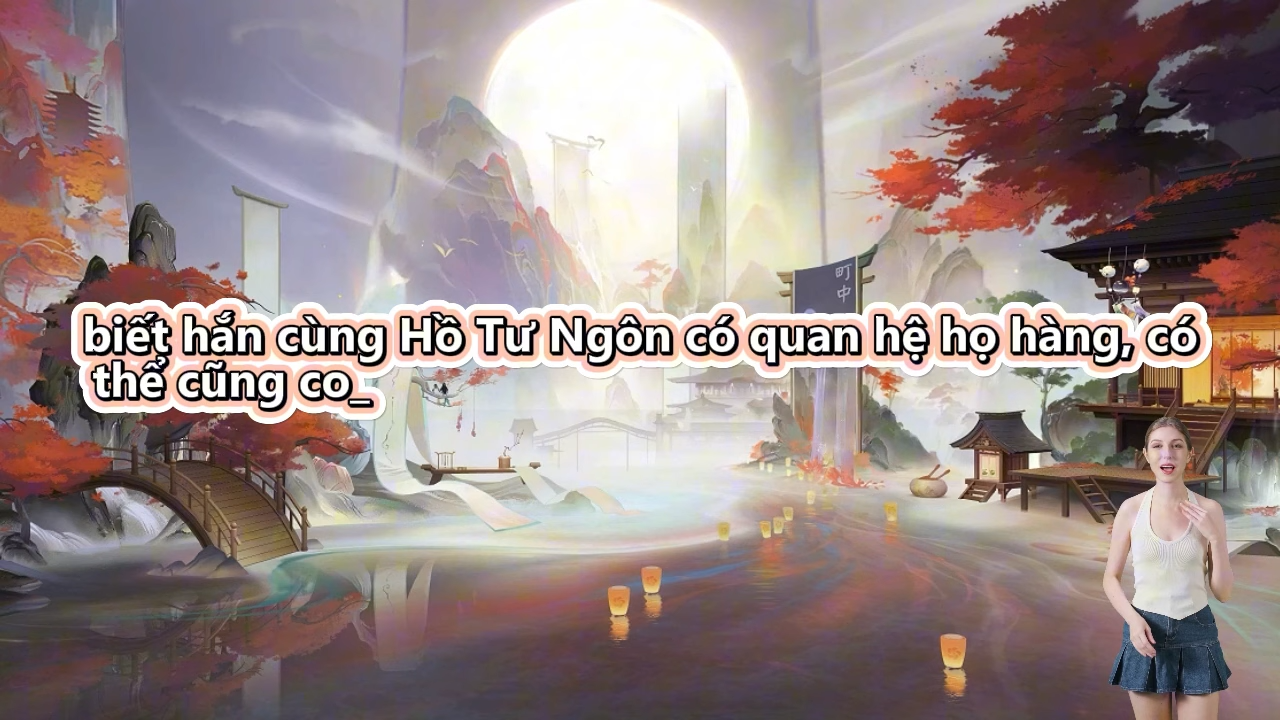 町中
biết hắn cùng Hồ Tư Ngôn có quan hệ họ hàng, có
thể cũng co_